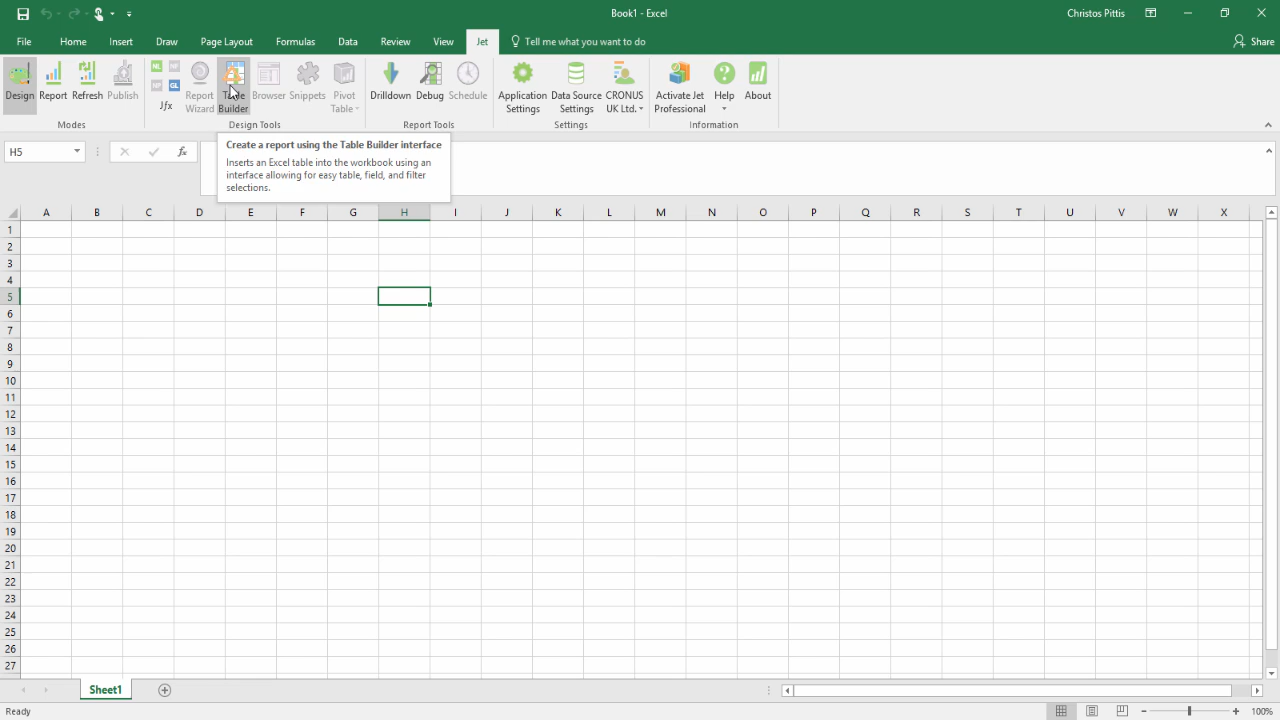 Book1 - Excel
Christos Pittis
File Home Insert Draw Page Layout Formulas Data Review View Jet Tell me what you want to do Share
NL GL
Jfx
Design Report Refresh Publish Report Wizard Table Builder Browser Snippets Pivot Table Drilldown Debug Schedule Application Settings Data Source Settings CRONUS UK Ltd. Activate Jet Professional Help About
Modes Design Tools Report Tools Settings Information
H5 fx
Create a report using the Table Builder interface
Inserts an Excel table into the workbook using an
interface allowing for easy table, field, and filter
selections.
A B C D E F G H I J K L M N O P Q R S T U V W X
1
2
3
4
5
6
7
8
9
10
11
12
13
14
15
16
17
18
19
20
21
22
23
24
25
26
27
Sheet1
Ready 100%